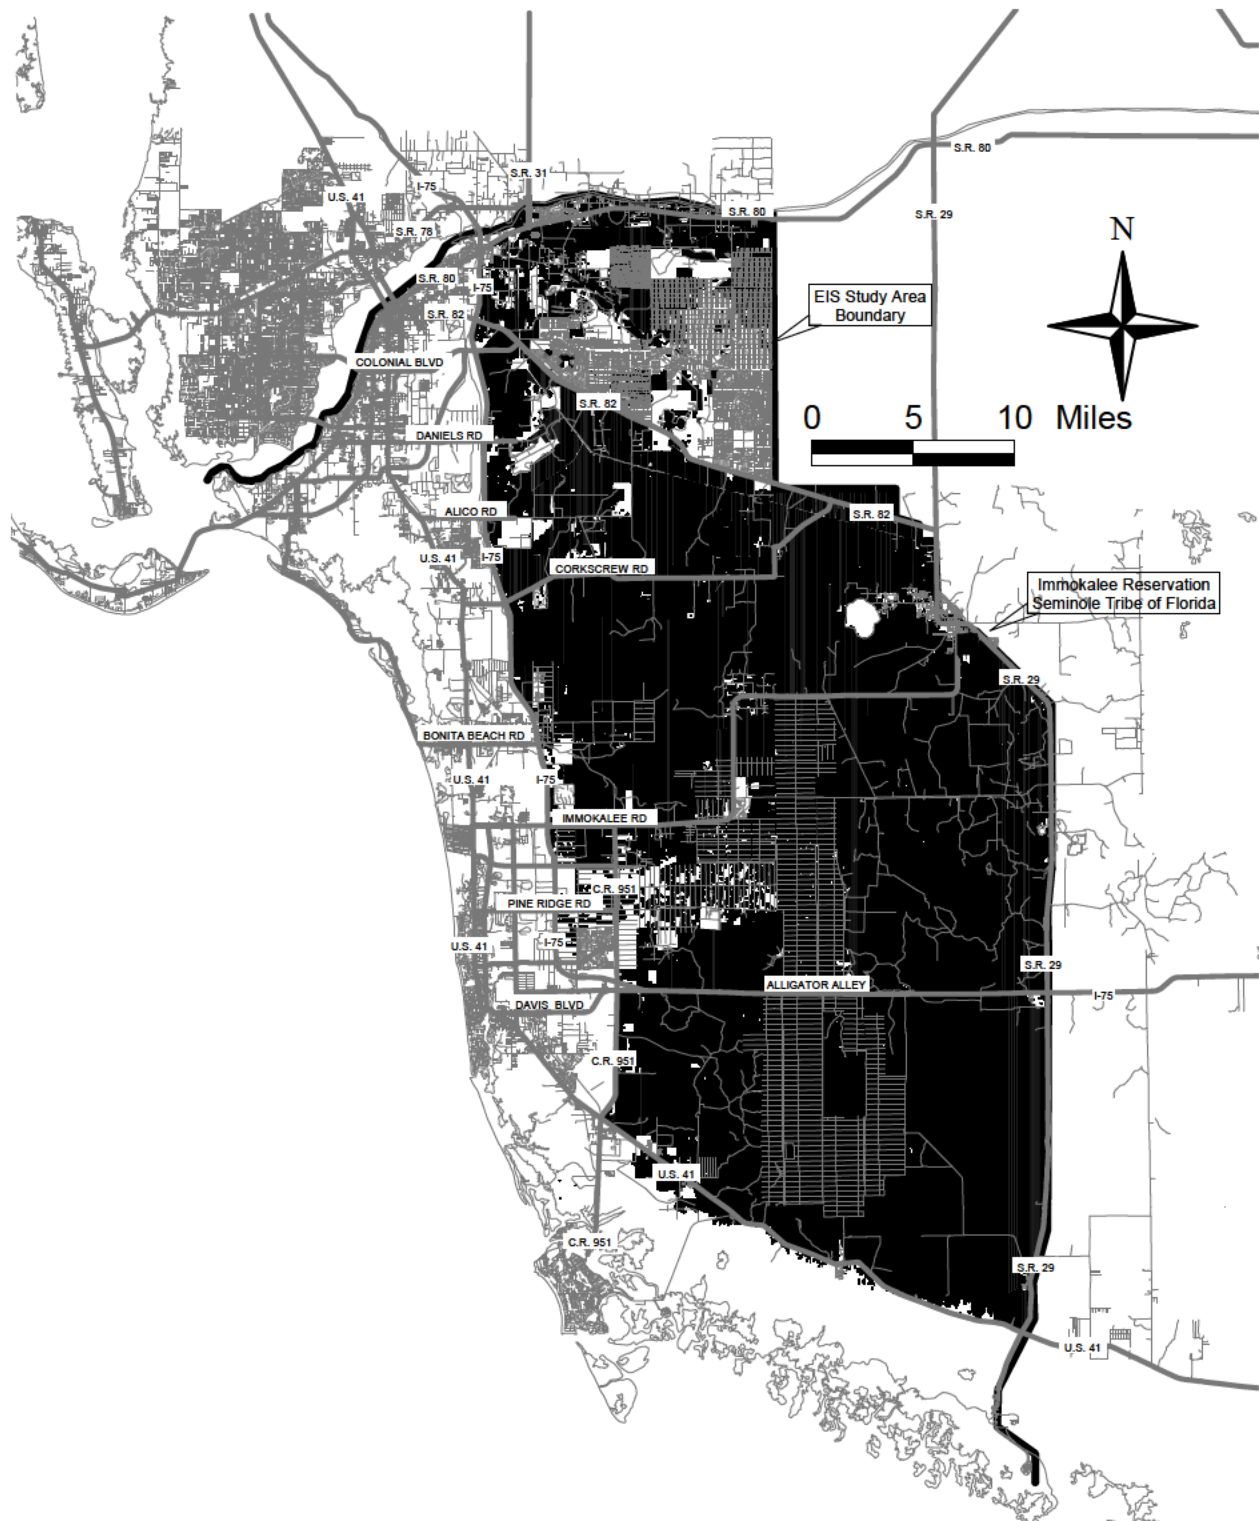 S.R. 80
S.R. 31
I-75
U.S. 41
S.R. 80
S.R. 29
S.R. 78
N
S.R. 80
I-75
EIS Study Area
Boundary
S.R. 82
COLONIAL BLVD
S.R. 82
0 5 10 Miles
DANIELS RD
ALICO RD
S.R. 82
U.S. 41
I-75
CORKSCREW RD
Immokalee Reservation
Seminole Tribe of Florida
S.R. 29
BONITA BEACH RD
U.S. 41
I-75
IMMOKALEE RD
C.R. 951
PINE RIDGE RD
U.S. 41
I-75
S.R. 29
ALLIGATOR ALLEY
I-75
DAVIS BLVD
C.R. 951
U.S. 41
C.R. 951
S.R. 29
U.S. 41